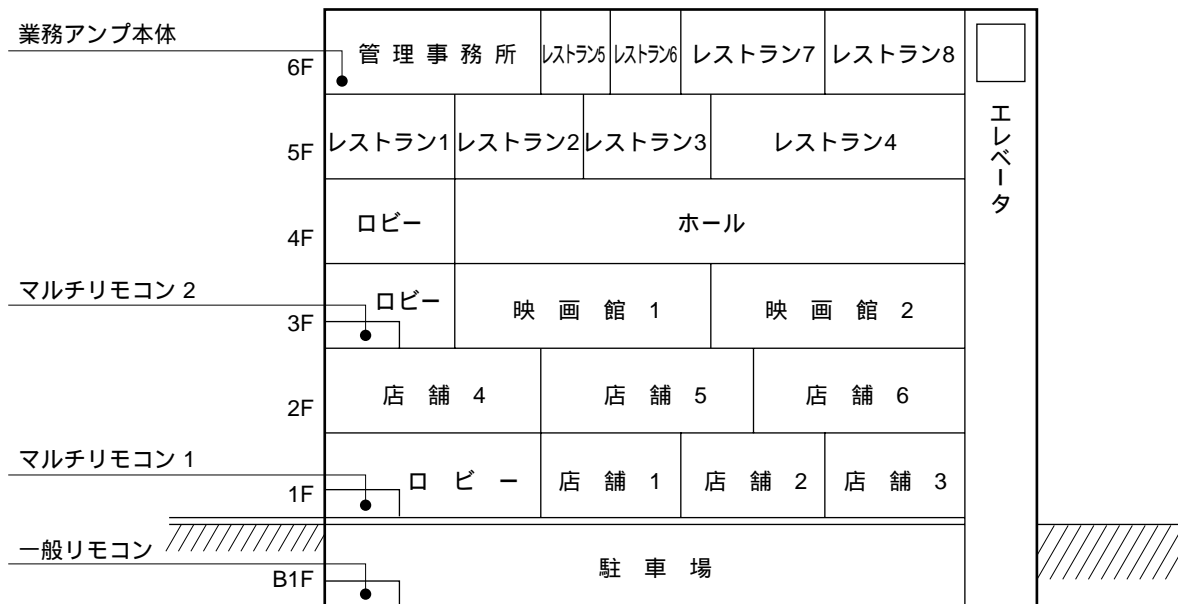 業務アンプ本体
6F 管理事務所 レストラン5 レストラン6 レストラン7 レストラン8
エレベータ
5F レストラン1 レストラン2 レストラン3 レストラン4
4F ロビー ホール
マルチリモコン 2
3F ロビー 映画館 1 映画館 2
2F 店舗 4 店舗 5 店舗 6
マルチリモコン 1
1F ロビー 店舗 1 店舗 2 店舗 3
一般リモコン
B1F 駐車場